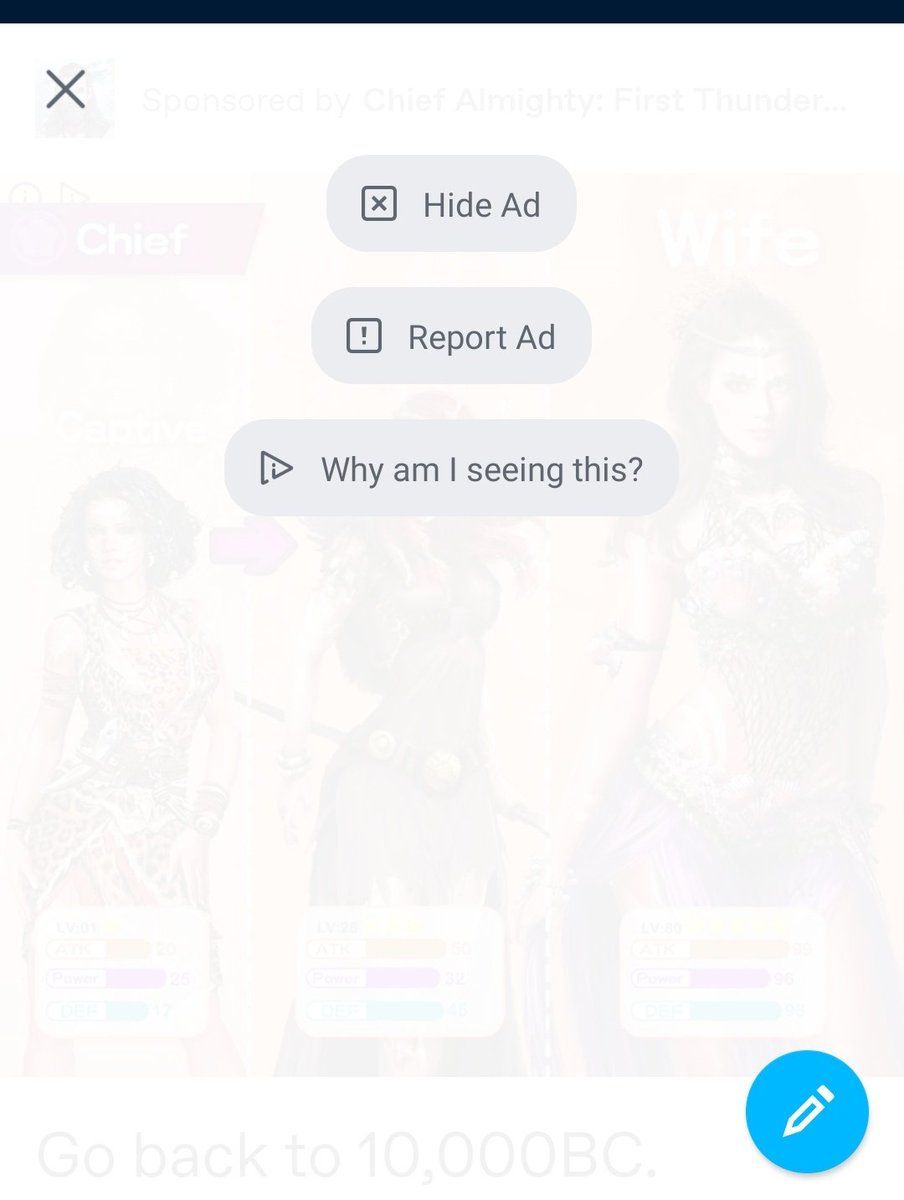 Sponsored by Chief Almighty: First Thunder...
Hide Ad
Chief
Wife
Report Ad
Captive
Why am I seeing this?
LV:01
ATK 20
Power 25
DEF 17
LV:25
ATK 50
Power 32
DEF 45
LV:80
ATK 99
Power 96
DEF 98
Go back to 10,000BC.